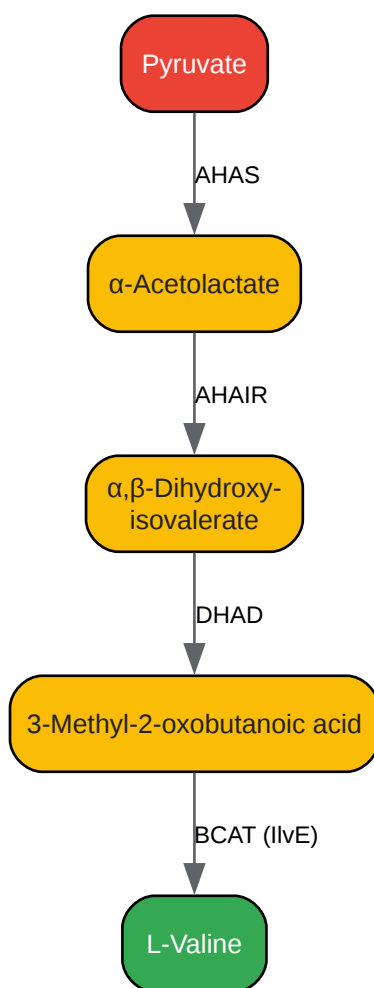 Pyruvate
AHAS
α-Acetolactate
AHAIR
α,β-Dihydroxy-
isovalerate
DHAD
3-Methyl-2-oxobutanoic acid
BCAT (IlvE)
L-Valine